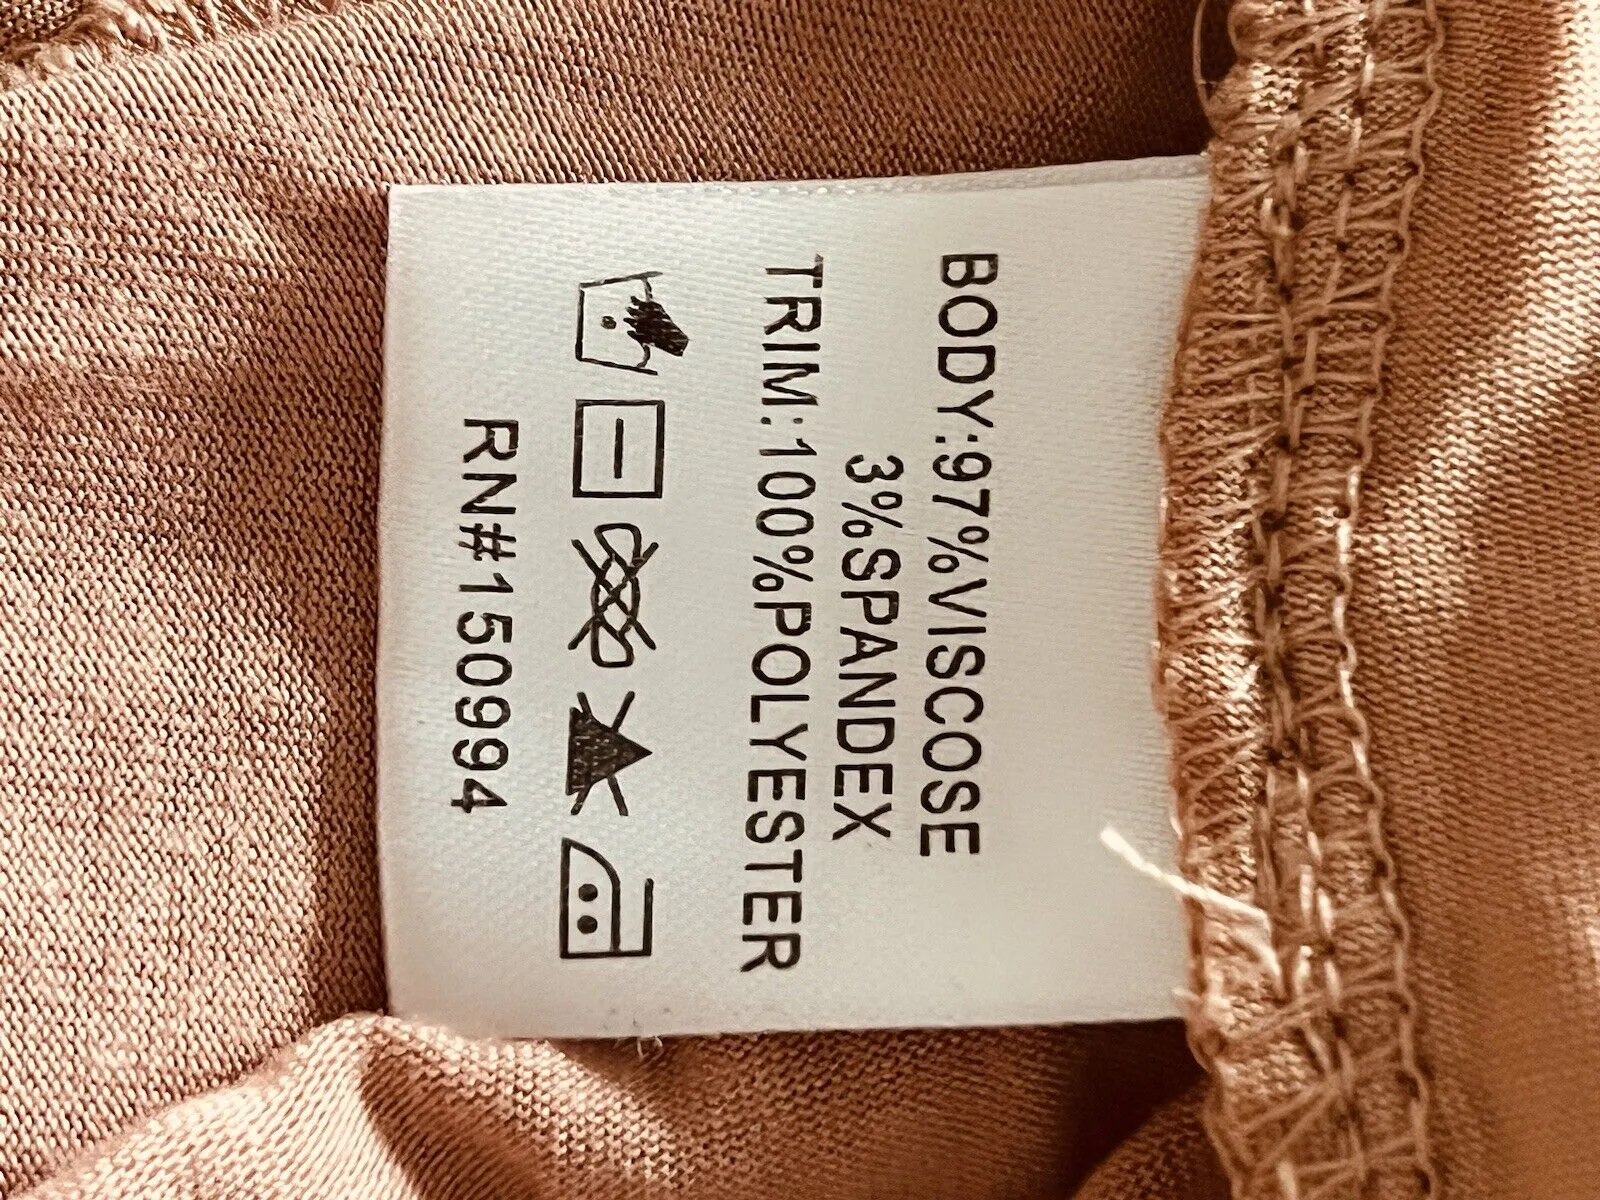 BODY:97%VISCOSE
3%SPANDEX
TRIM:100%POLYESTER
RN#150994